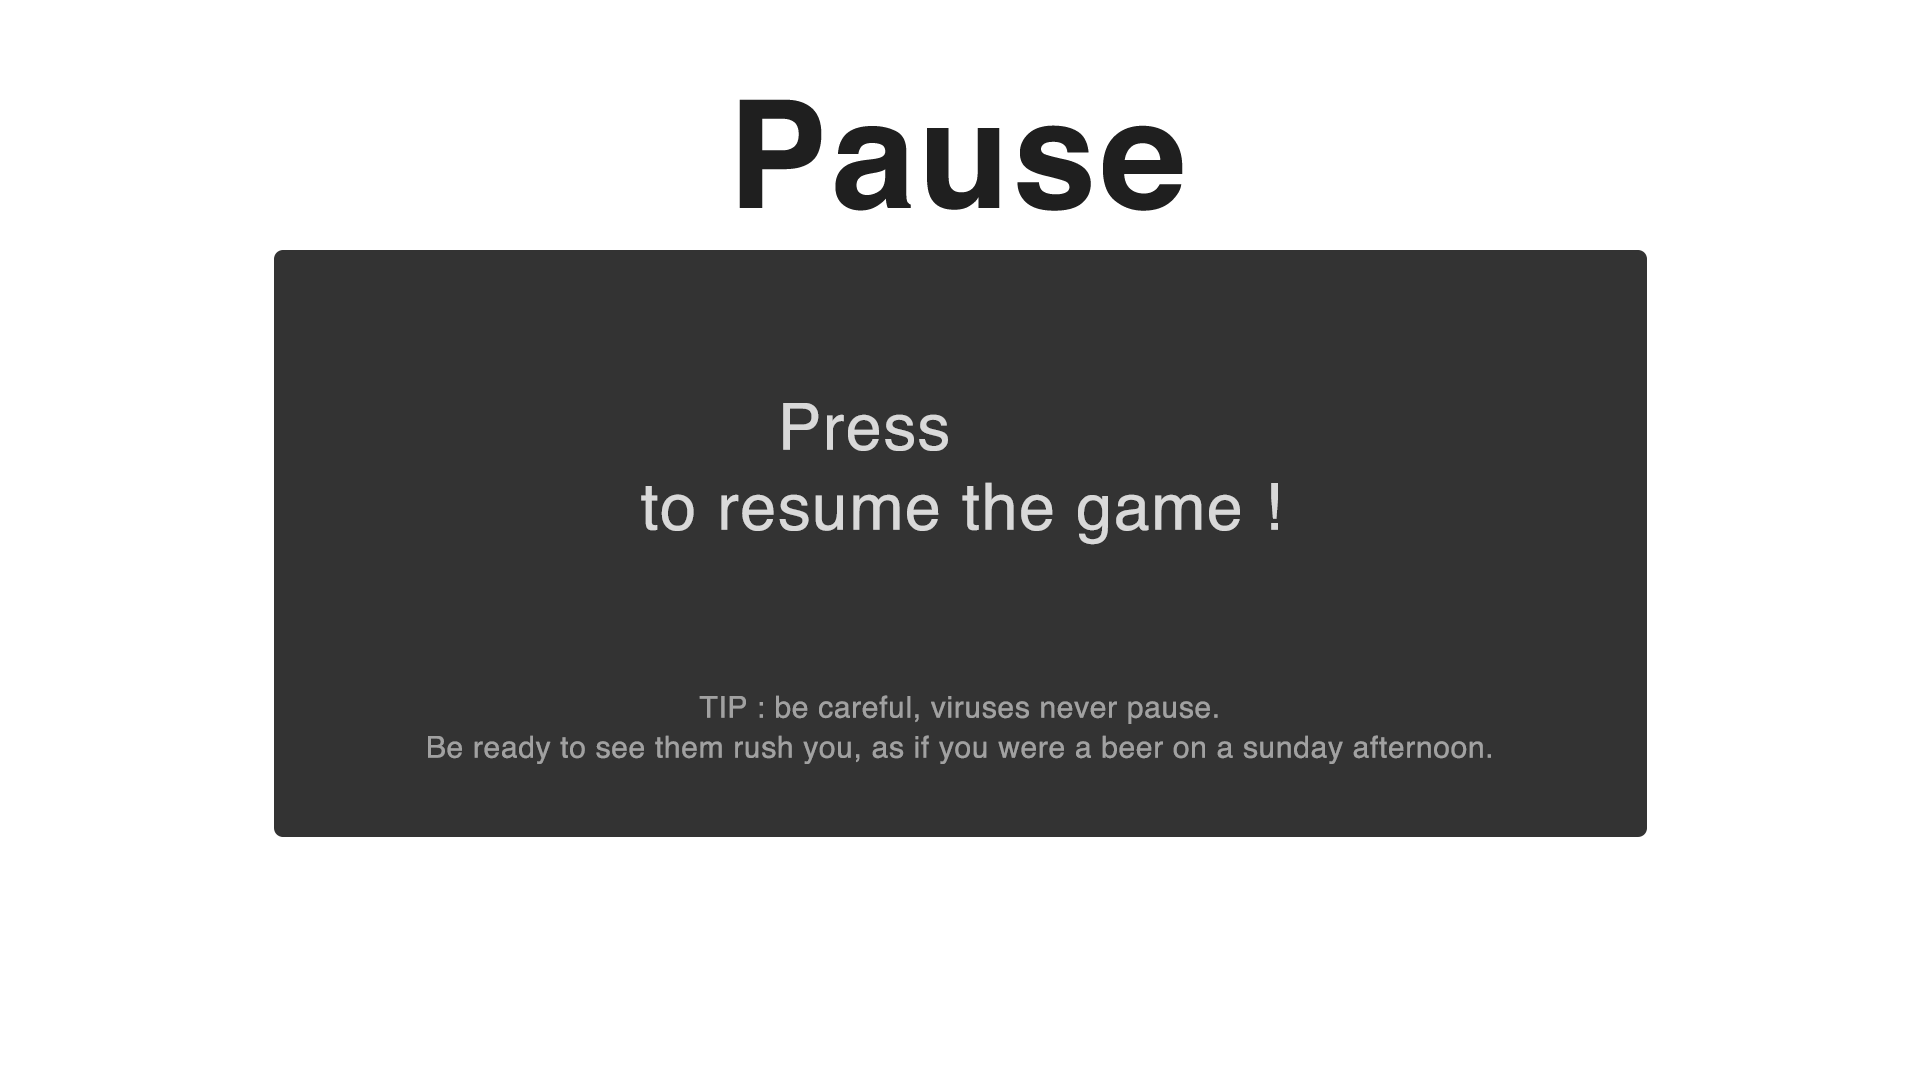 Pause
Press
to resume the game !
TIP : be careful, viruses never pause.
Be ready to see them rush you, as if you were a beer on a sunday afternoon.